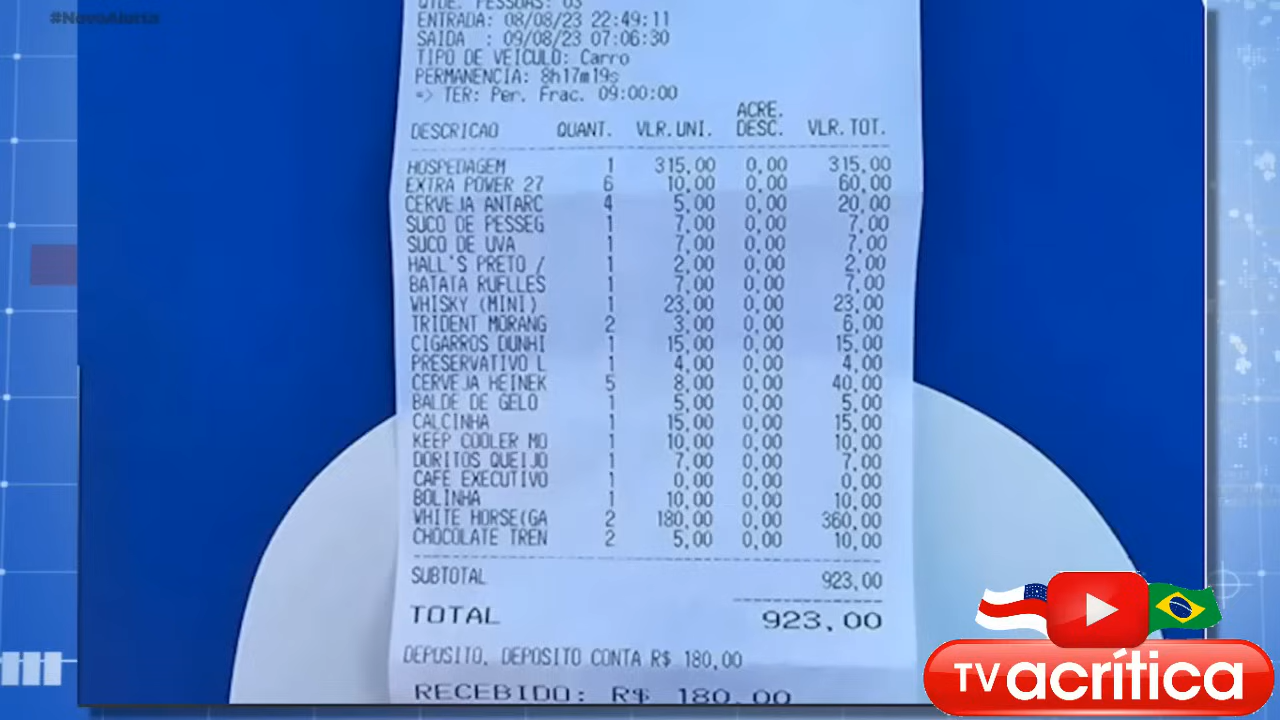 #NovoAlerta
QTDE. PESSOAS: 03
ENTRADA: 08/08/23 22:49:11
SAIDA : 09/08/23 07:06:30
TIPO DE VEICULO: Carro
PERMANENCIA: 8h17m19s
=> TER: Per. Frac. 09:00:00
DESCRICAO QUANT. VLR.UNI. ACRE. DESC. VLR.TOT.
HOSPEDAGEM 1 315,00 0,00 315,00
EXTRA POWER 27 6 10,00 0,00 60,00
CERVEJA ANTARC 4 5,00 0,00 20,00
SUCO DE PESSEG 1 7,00 0,00 7,00
SUCO DE UVA 1 7,00 0,00 7,00
HALL'S PRETO / 1 2,00 0,00 2,00
BATATA RUFLLES 1 7,00 0,00 7,00
WHISKY (MINI) 1 23,00 0,00 23,00
TRIDENT MORANG 2 3,00 0,00 6,00
CIGARROS DUNHI 1 15,00 0,00 15,00
PRESERVATIVO L 1 4,00 0,00 4,00
CERVEJA HEINEK 5 8,00 0,00 40,00
BALDE DE GELO 1 5,00 0,00 5,00
CALCINHA 1 15,00 0,00 15,00
KEEP COOLER MO 1 10,00 0,00 10,00
DORITOS QUEIJO 1 7,00 0,00 7,00
CAFE EXECUTIVO 1 0,00 0,00 0,00
BOLINHA 1 10,00 0,00 10,00
WHITE HORSE(GA 2 180,00 0,00 360,00
CHOCOLATE TREN 2 5,00 0,00 10,00
SUBTOTAL 923,00
TOTAL 923,00
DEPOSITO, DEPOSITO CONTA R$ 180,00
RECEBIDO: R$ 180,00
TV acrítica